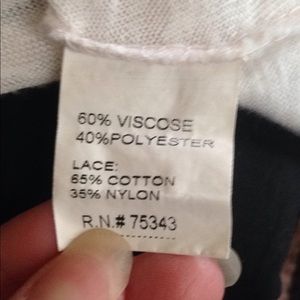 60% VISCOSE
40%POLYESTER
LACE:
65% COTTON
35% NYLON
R.N.# 75343